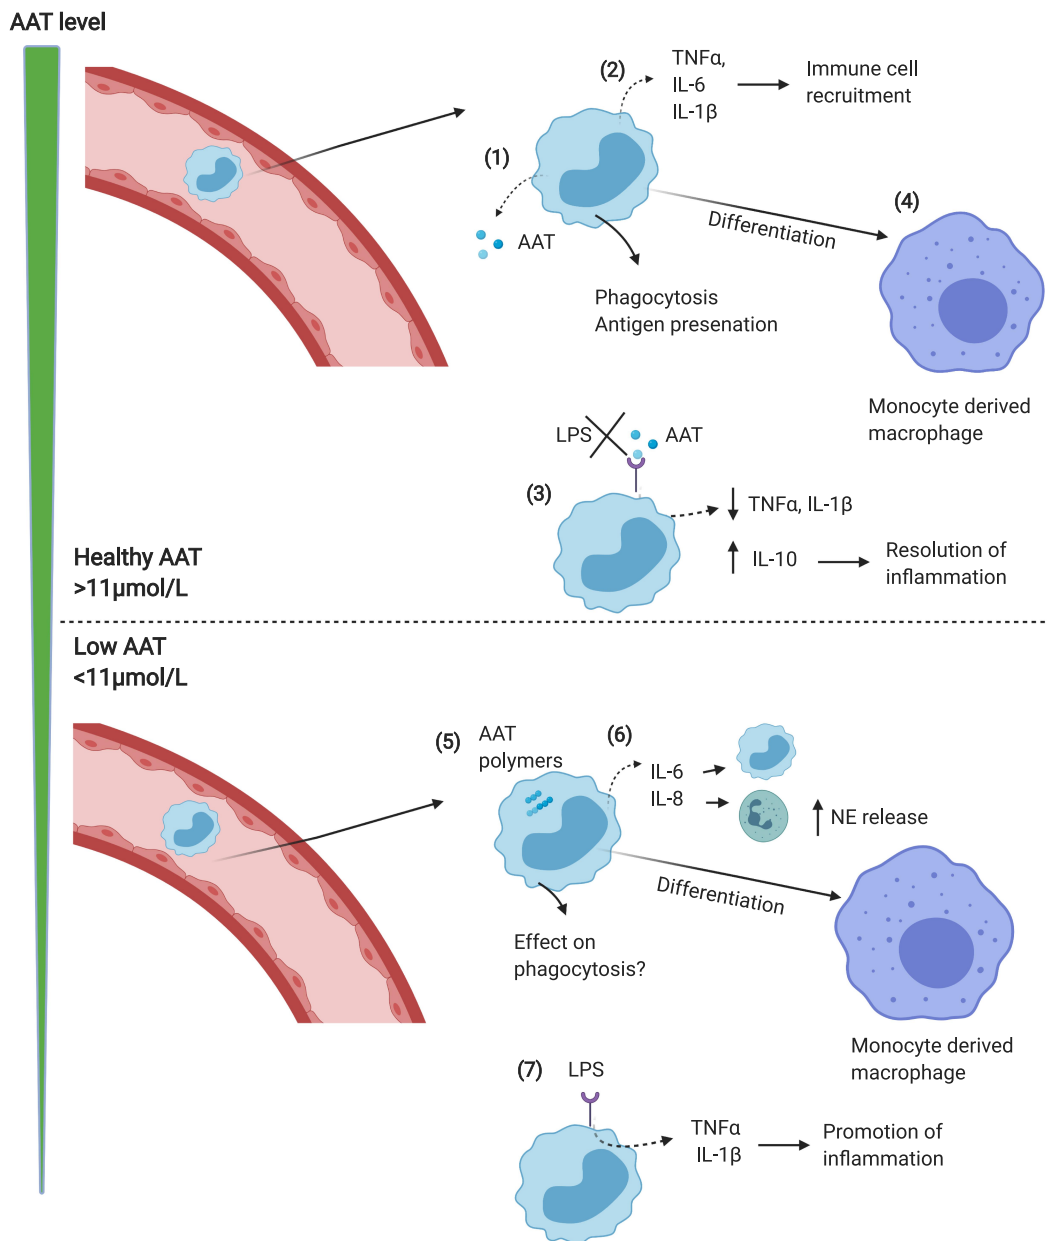 AAT level
(2)
TNFα,
IL-6
IL-1β
Immune cell
recruitment
(1)
AAT
Differentiation
(4)
Phagocytosis
Antigen presenation
Monocyte derived
macrophage
LPS
AAT
(3)
TNFα, IL-1β
IL-10
Resolution of
inflammation
Healthy AAT
>11µmol/L
Low AAT
<11µmol/L
(5)
AAT
polymers
(6)
IL-6
IL-8
NE release
Differentiation
Effect on
phagocytosis?
Monocyte derived
macrophage
(7)
LPS
TNFα
IL-1β
Promotion of
inflammation